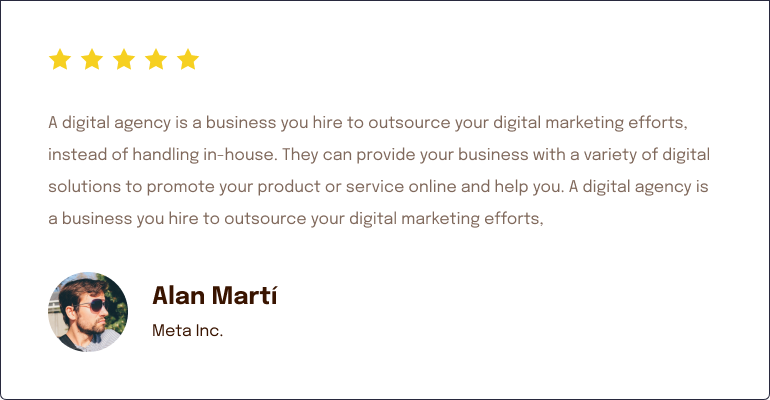 A digital agency is a business you hire to outsource your digital marketing efforts,
instead of handling in-house. They can provide your business with a variety of digital
solutions to promote your product or service online and help you. A digital agency is
a business you hire to outsource your digital marketing efforts,
Alan Martí
Meta Inc.